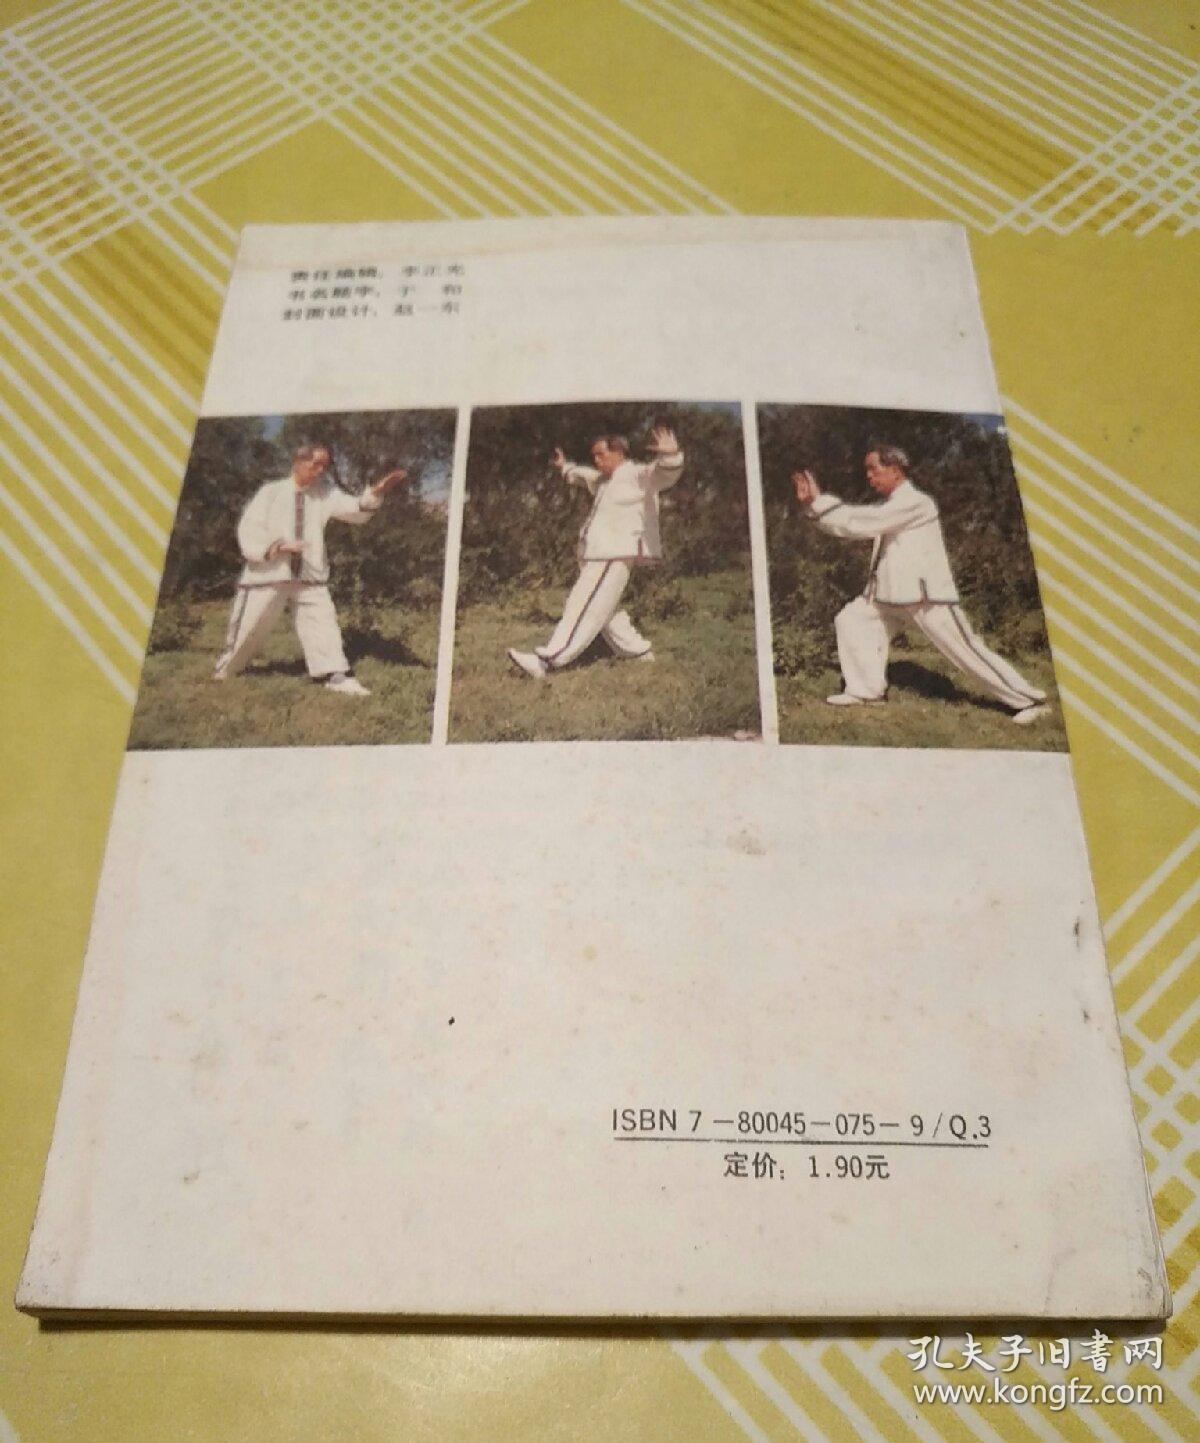 责任编辑：李正光
书名题字：于　和
封面设计：赵一东
ISBN 7-80045-075-9/Q.3
定价：1.90元
孔夫子旧書网
www.kongfz.com